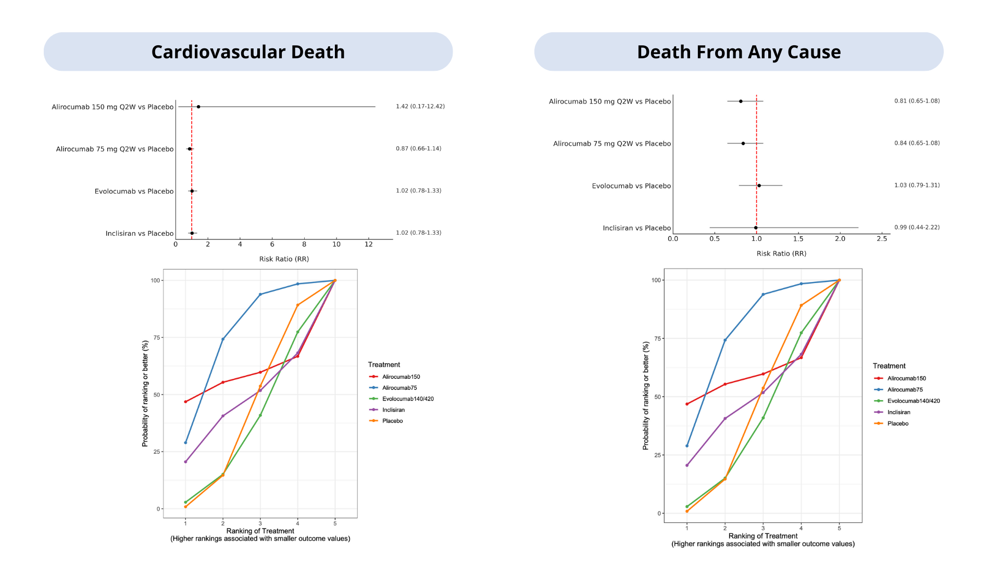 Cardiovascular Death
Alirocumab 150 mg Q2W vs Placebo
1.42 (0.17-12.42)
Alirocumab 75 mg Q2W vs Placebo
0.87 (0.66-1.14)
Evolocumab vs Placebo
1.02 (0.78-1.33)
Inclisiran vs Placebo
1.02 (0.78-1.33)
0 2 4 6 8 10 12
Risk Ratio (RR)
Probability of ranking or better (%)
100
75
50
25
0
1 2 3 4 5
Ranking of Treatment
(Higher rankings associated with smaller outcome values)
Treatment
Alirocumab150
Alirocumab75
Evolocumab140/420
Inclisiran
Placebo
Death From Any Cause
Alirocumab 150 mg Q2W vs Placebo
0.81 (0.65-1.08)
Alirocumab 75 mg Q2W vs Placebo
0.84 (0.65-1.08)
Evolocumab vs Placebo
1.03 (0.79-1.31)
Inclisiran vs Placebo
0.99 (0.44-2.22)
0.0 0.5 1.0 1.5 2.0 2.5
Risk Ratio (RR)
Probability of ranking or better (%)
100
75
50
25
0
1 2 3 4 5
Ranking of Treatment
(Higher rankings associated with smaller outcome values)
Treatment
Alirocumab150
Alirocumab75
Evolocumab140/420
Inclisiran
Placebo